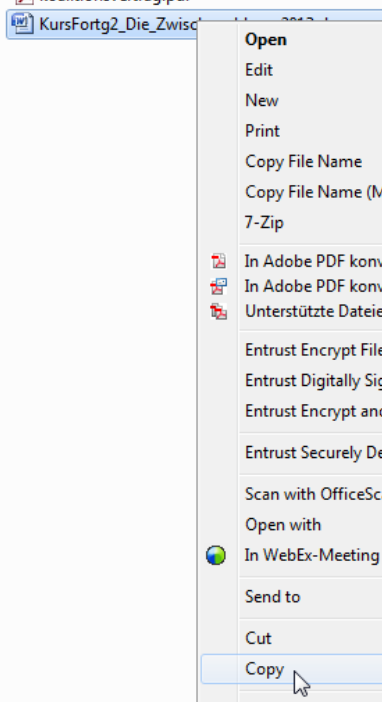 KursFortg2_Die_Zwisc
Open
Edit
New
Print
Copy File Name
Copy File Name (M
7-Zip
In Adobe PDF konv
In Adobe PDF konv
Unterstützte Dateie
Entrust Encrypt File
Entrust Digitally Sig
Entrust Encrypt and
Entrust Securely De
Scan with OfficeSca
Open with
In WebEx-Meeting
Send to
Cut
Copy